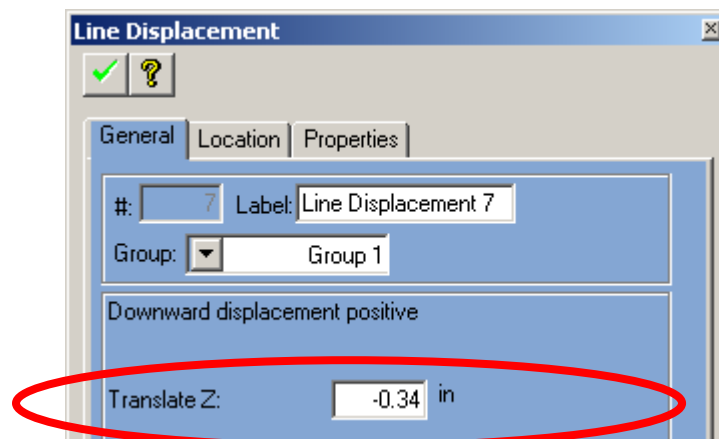 Line Displacement
General Location Properties
#: 7 Label: Line Displacement 7
Group: Group 1
Downward displacement positive
Translate Z: -0.34 in